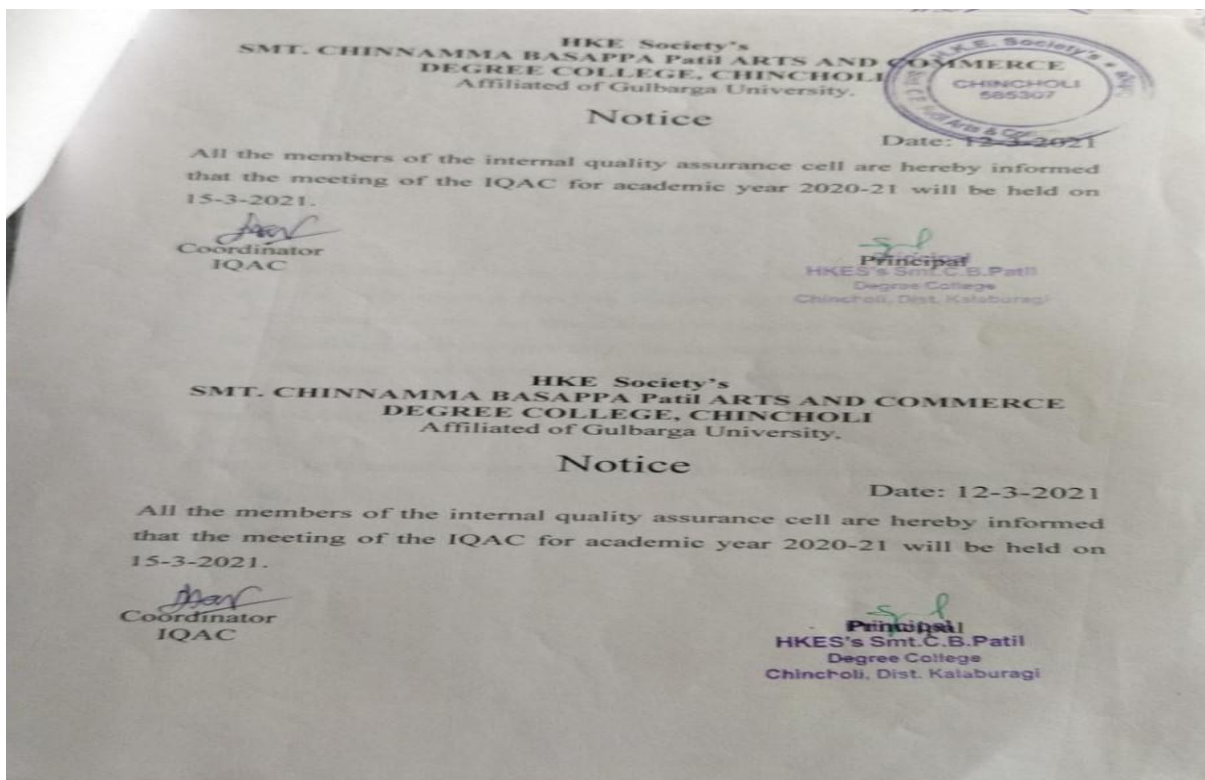 HKE Society's
SMT. CHINNAMMA BASAPPA Patil ARTS AND COMMERCE
DEGREE COLLEGE, CHINCHOLI
Affiliated of Gulbarga University.
H.K.E. Society's
CHINCHOLI
585307
Notice
Date: 12-3-2021
All the members of the internal quality assurance cell are hereby informed
that the meeting of the IQAC for academic year 2020-21 will be held on
15-3-2021.
Coordinator
IQAC
Principal
HKES's Smt.C.B.Patil
Degree College
Chincholi, Dist. Kalaburagi
HKE Society's
SMT. CHINNAMMA BASAPPA Patil ARTS AND COMMERCE
DEGREE COLLEGE, CHINCHOLI
Affiliated of Gulbarga University.
Notice
Date: 12-3-2021
All the members of the internal quality assurance cell are hereby informed
that the meeting of the IQAC for academic year 2020-21 will be held on
15-3-2021.
Coordinator
IQAC
Principal
HKES's Smt.C.B.Patil
Degree College
Chincholi, Dist. Kalaburagi